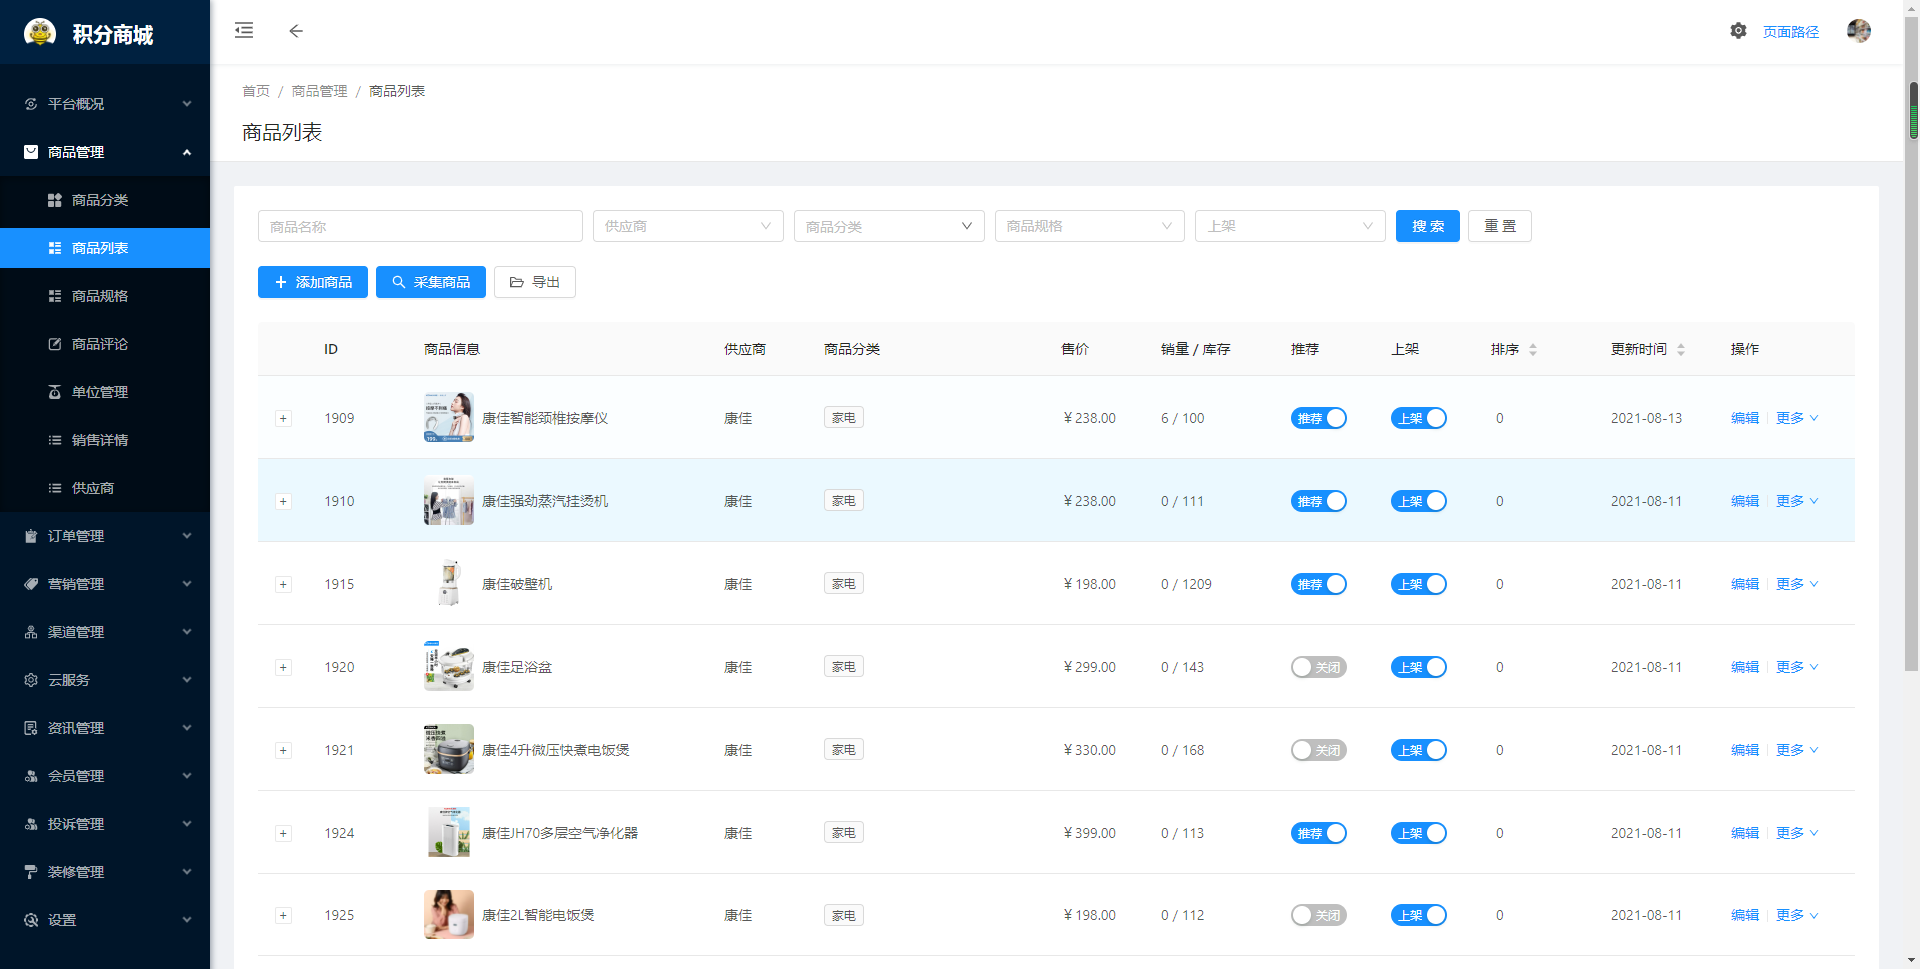 积分商城
页面路径
平台概况
商品管理
商品分类
商品列表
商品规格
商品评论
单位管理
销售详情
供应商
订单管理
营销管理
渠道管理
云服务
资讯管理
会员管理
投诉管理
装修管理
设置
首页 / 商品管理 / 商品列表
商品列表
商品名称 供应商 商品分类 商品规格 上架 搜 索 重 置
添加商品 采集商品 导出
ID 商品信息 供应商 商品分类 售价 销量 / 库存 推荐 上架 排序 更新时间 操作
1909 康佳智能颈椎按摩仪 康佳 家电 ¥238.00 6 / 100 推荐 上架 0 2021-08-13 编辑 更多
1910 康佳强劲蒸汽挂烫机 康佳 家电 ¥238.00 0 / 111 推荐 上架 0 2021-08-11 编辑 更多
1915 康佳破壁机 康佳 家电 ¥198.00 0 / 1209 推荐 上架 0 2021-08-11 编辑 更多
1920 康佳足浴盆 康佳 家电 ¥299.00 0 / 143 关闭 上架 0 2021-08-11 编辑 更多
1921 康佳4升微压快煮电饭煲 康佳 家电 ¥330.00 0 / 168 关闭 上架 0 2021-08-11 编辑 更多
1924 康佳JH70多层空气净化器 康佳 家电 ¥399.00 0 / 113 推荐 上架 0 2021-08-11 编辑 更多
1925 康佳2L智能电饭煲 康佳 家电 ¥198.00 0 / 112 关闭 上架 0 2021-08-11 编辑 更多